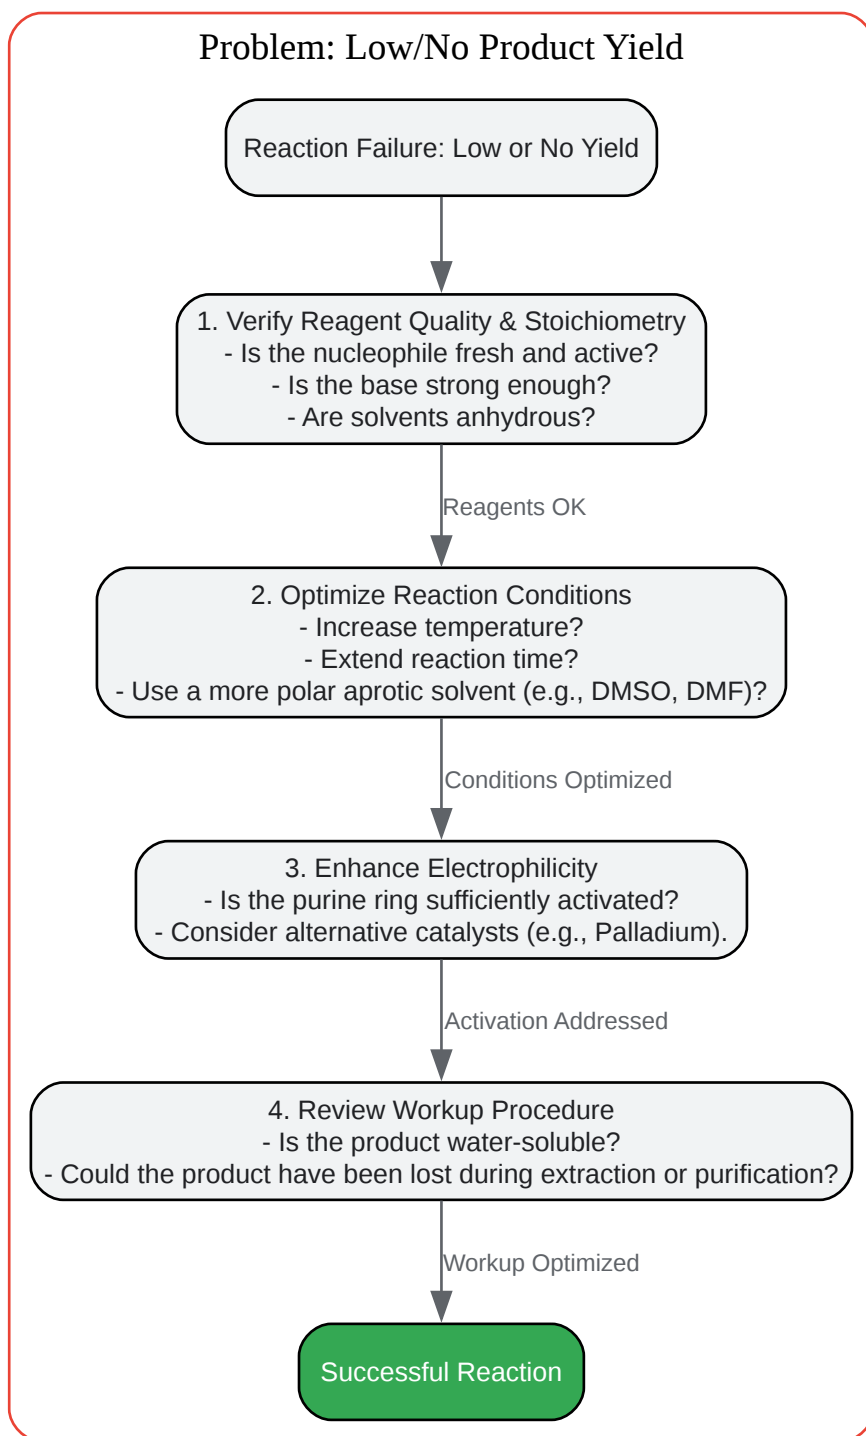 Problem: Low/No Product Yield
Reaction Failure: Low or No Yield
1. Verify Reagent Quality & Stoichiometry
- Is the nucleophile fresh and active?
- Is the base strong enough?
- Are solvents anhydrous?
Reagents OK
2. Optimize Reaction Conditions
- Increase temperature?
- Extend reaction time?
- Use a more polar aprotic solvent (e.g., DMSO, DMF)?
Conditions Optimized
3. Enhance Electrophilicity
- Is the purine ring sufficiently activated?
- Consider alternative catalysts (e.g., Palladium).
Activation Addressed
4. Review Workup Procedure
- Is the product water-soluble?
- Could the product have been lost during extraction or purification?
Workup Optimized
Successful Reaction